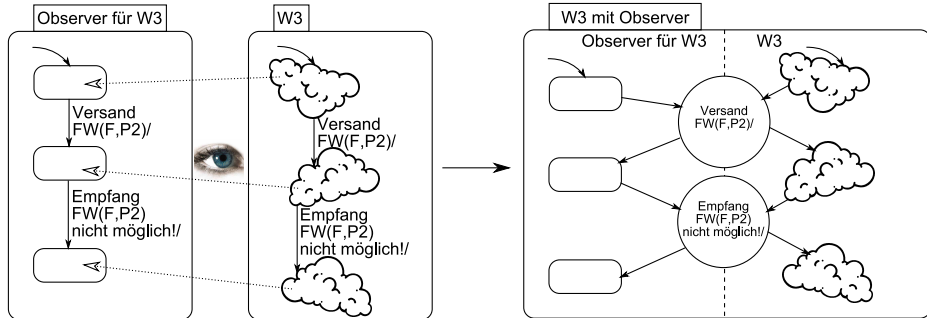 Observer für W3
Versand
FW(F,P2)/
Empfang
FW(F,P2)
nicht möglich!/
W3
Versand
FW(F,P2)/
Empfang
FW(F,P2)
nicht möglich!/
W3 mit Observer
Observer für W3
W3
Versand
FW(F,P2)/
Empfang
FW(F,P2)
nicht möglich!/